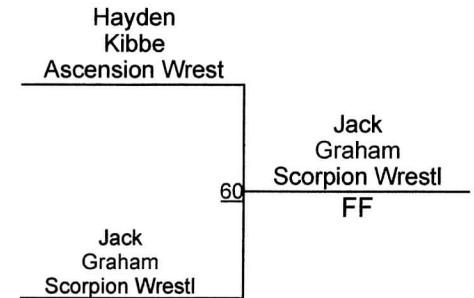 Hayden
Kibbe
Ascension Wrest
Jack
Graham
Scorpion Wrestl
60
FF
Jack
Graham
Scorpion Wrestl